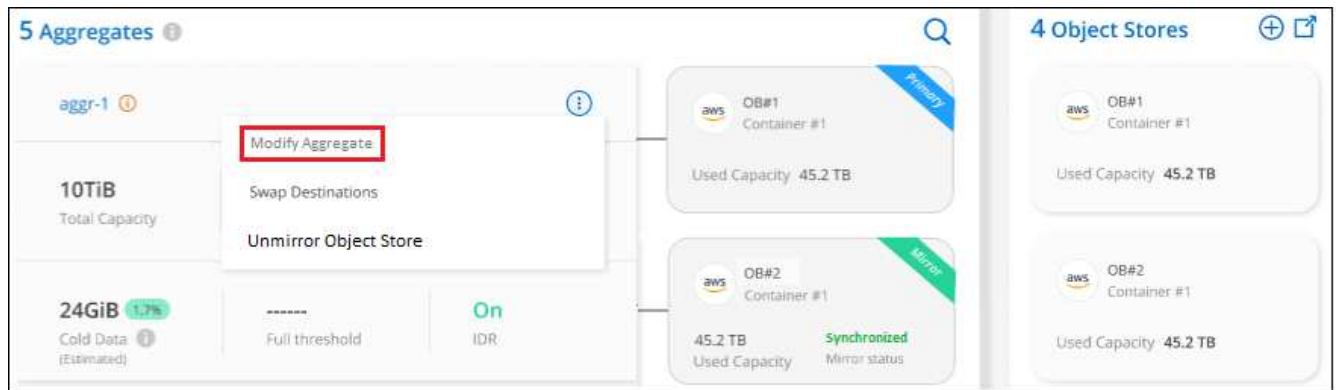 5 Aggregates
4 Object Stores
aggr-1
Modify Aggregate
Swap Destinations
Unmirror Object Store
10TiB
Total Capacity
24GiB 1.7%
Cold Data
(Estimated)
------
Full threshold
On
IDR
Primary
aws
OB#1
Container #1
Used Capacity 45.2 TB
Mirror
aws
OB#2
Container #1
45.2 TB
Used Capacity
Synchronized
Mirror status
aws
OB#1
Container #1
Used Capacity 45.2 TB
aws
OB#2
Container #1
Used Capacity 45.2 TB